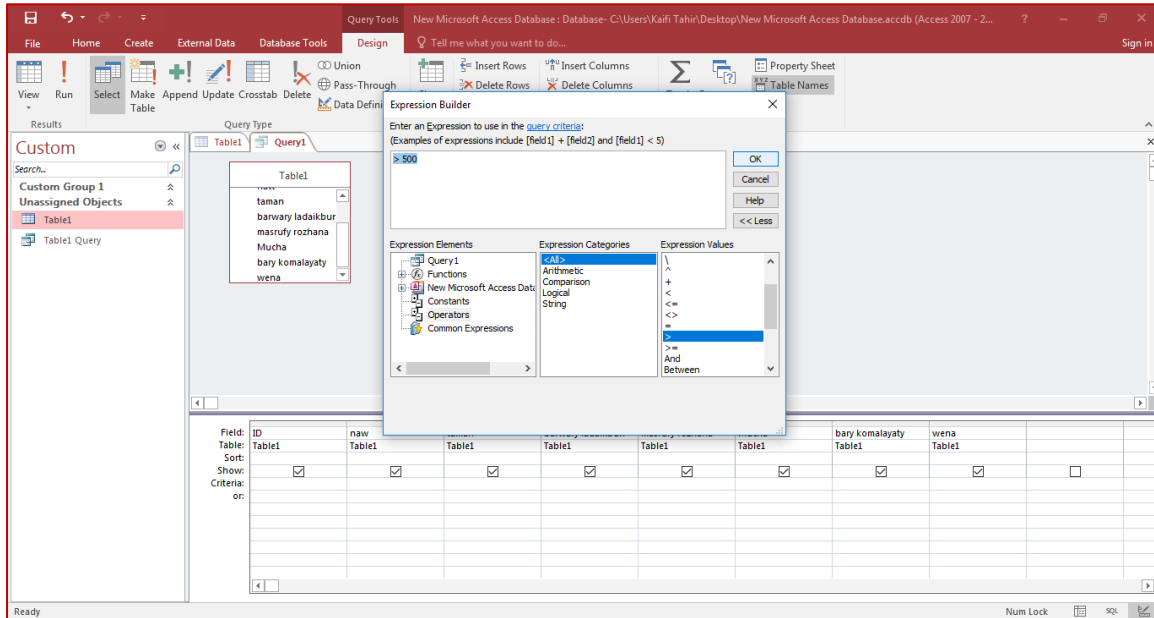 Query Tools New Microsoft Access Database : Database- C:\Users\Kaifi Tahir\Desktop\New Microsoft Access Database.accdb (Access 2007 - 2... ?
File Home Create External Data Database Tools Design Tell me what you want to do... Sign in
Union Insert Rows Insert Columns Property Sheet
Pass-Through Delete Rows Delete Columns Table Names
View Run Select Make Table Append Update Crosstab Delete Data Defini
Results Query Type
Expression Builder
Enter an Expression to use in the query criteria:
(Examples of expressions include [field1] + [field2] and [field1] < 5)
> 500
OK
Cancel
Help
<< Less
Expression Elements Expression Categories Expression Values
Query1
Functions
New Microsoft Access Data
Constants
Operators
Common Expressions
<All>
Arithmetic
Comparison
Logical
String
\
^
+
<
<=
<>
=
>
>=
And
Between
Custom
Search...
Custom Group 1
Unassigned Objects
Table1
Table1 Query
Table1 Query1
Table1
naw
taman
barwary ladaikbur
masrufy rozhana
Mucha
bary komalayaty
wena
Field: ID naw bary komalayaty wena
Table: Table1 Table1 Table1 Table1 Table1 Table1 Table1 Table1
Sort:
Show:
Criteria:
or:
Ready Num Lock SQL